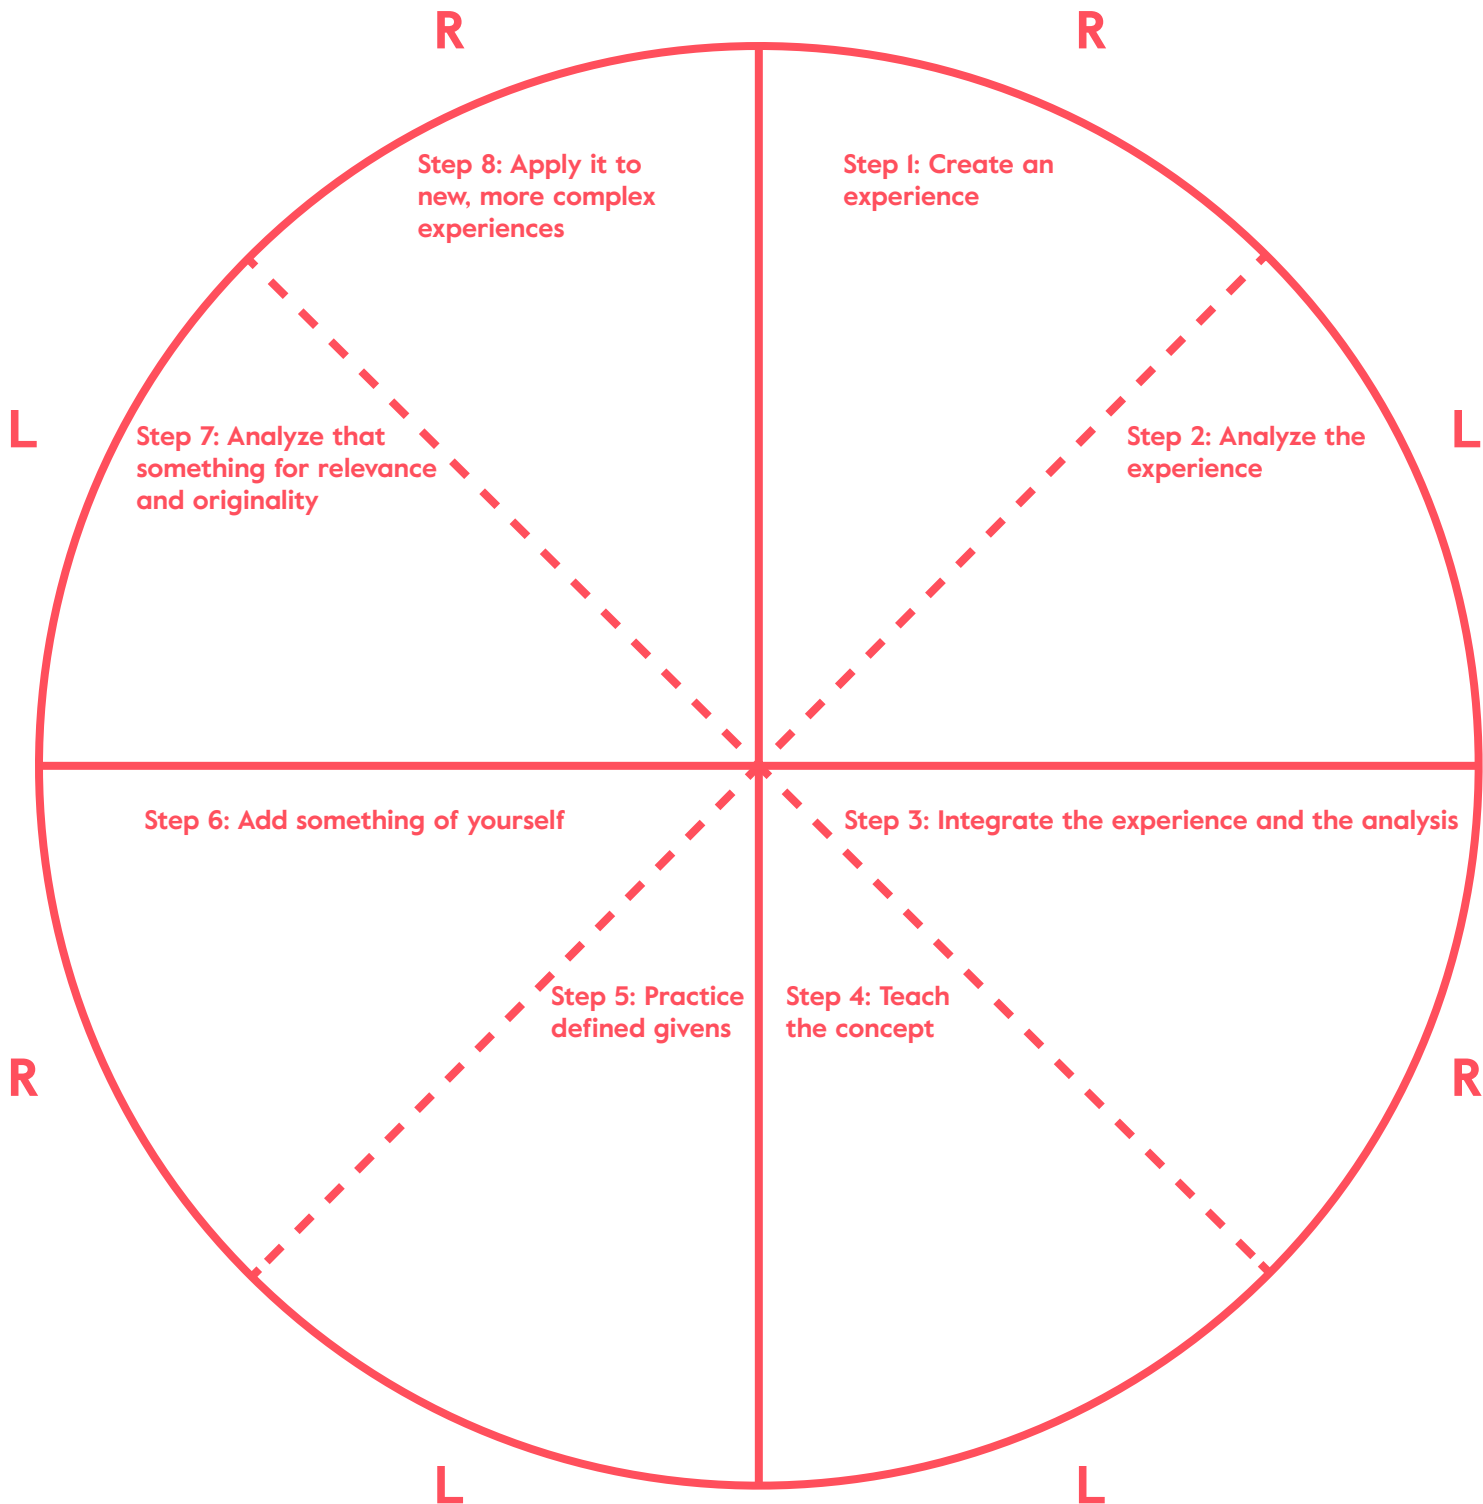 R
R
Step 8: Apply it to
new, more complex
experiences
Step 1: Create an
experience
L
Step 7: Analyze that
something for relevance
and originality
Step 2: Analyze the
experience
L
Step 6: Add something of yourself
Step 3: Integrate the experience and the analysis
Step 5: Practice
defined givens
Step 4: Teach
the concept
R
R
L
L